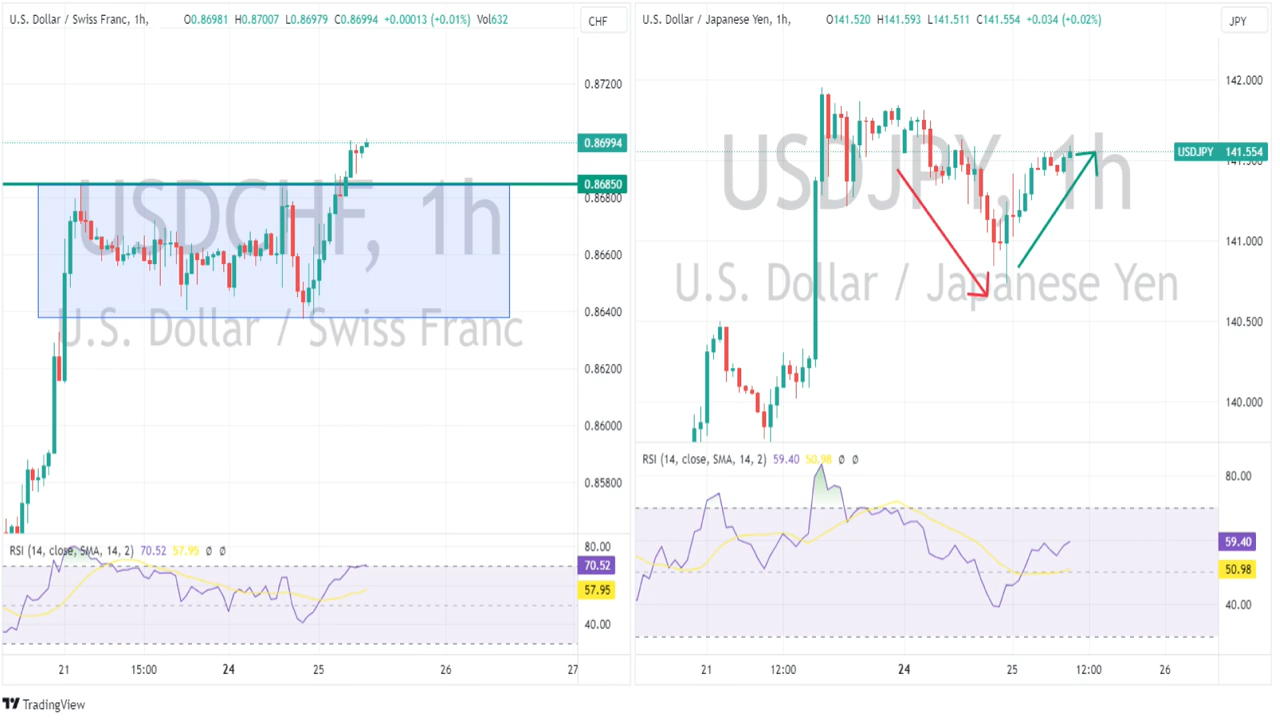 U.S. Dollar / Swiss Franc, 1h, O0.86981 H0.87007 L0.86979 C0.86994 +0.00013 (+0.01%) Vol632
CHF
0.87200
0.86994
0.86850
0.86800
0.86600
0.86400
0.86200
0.86000
0.85800
USDCHF, 1h
U.S. Dollar / Swiss Franc
RSI (14, close, SMA, 14, 2) 70.52 57.95 Ø Ø
80.00
70.52
57.95
40.00
21 15:00 24 25 26 27
U.S. Dollar / Japanese Yen, 1h, O141.520 H141.593 L141.511 C141.554 +0.034 (+0.02%)
JPY
142.000
USDJPY 141.554
141.500
141.000
140.500
140.000
USDJPY, 1h
U.S. Dollar / Japanese Yen
RSI (14, close, SMA, 14, 2) 59.40 50.98 Ø Ø
80.00
59.40
50.98
40.00
21 12:00 24 25 12:00 26
TradingView